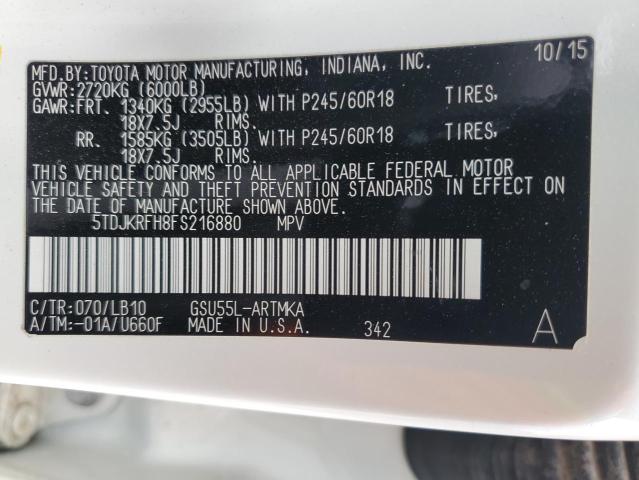 MFD.BY:TOYOTA MOTOR MANUFACTURING, INDIANA, INC. 10/15
GVWR:2720KG (6000LB)
GAWR:FRT. 1340KG (2955LB) WITH P245/60R18 TIRES,
18X7.5J RIMS.
RR. 1585KG (3505LB) WITH P245/60R18 TIRES,
18X7.5J RIMS.
THIS VEHICLE CONFORMS TO ALL APPLICABLE FEDERAL MOTOR
VEHICLE SAFETY AND THEFT PREVENTION STANDARDS IN EFFECT ON
THE DATE OF MANUFACTURE SHOWN ABOVE.
5TDJKRFH8FS216880 MPV
C/TR:070/LB10 GSU55L-ARTMKA
A/TM:-01A/U660F MADE IN U.S.A. 342 A